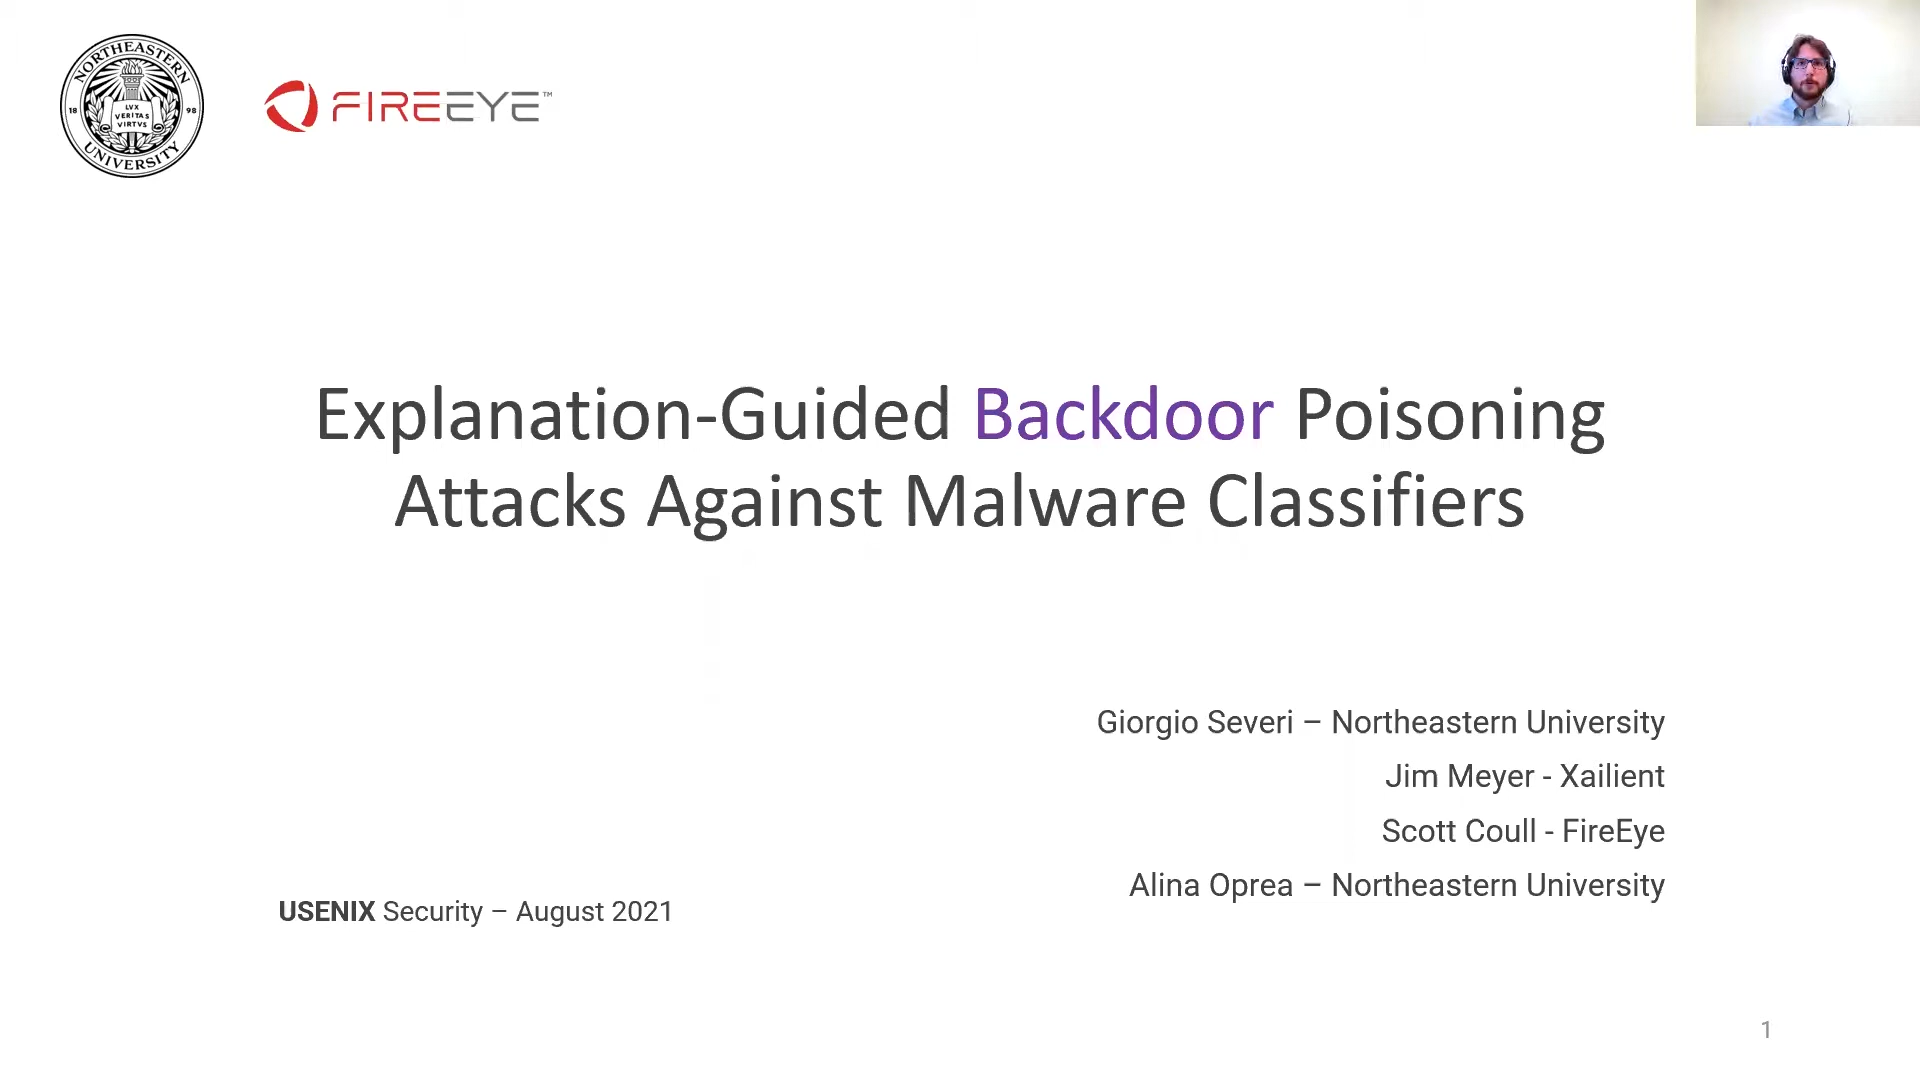 NORTHEASTERN
UNIVERSITY
18 98
LVX
VERITAS
VIRTVS
FIREEYE™
Explanation-Guided Backdoor Poisoning
Attacks Against Malware Classifiers
Giorgio Severi – Northeastern University
Jim Meyer - Xailient
Scott Coull - FireEye
Alina Oprea – Northeastern University
USENIX Security – August 2021
1